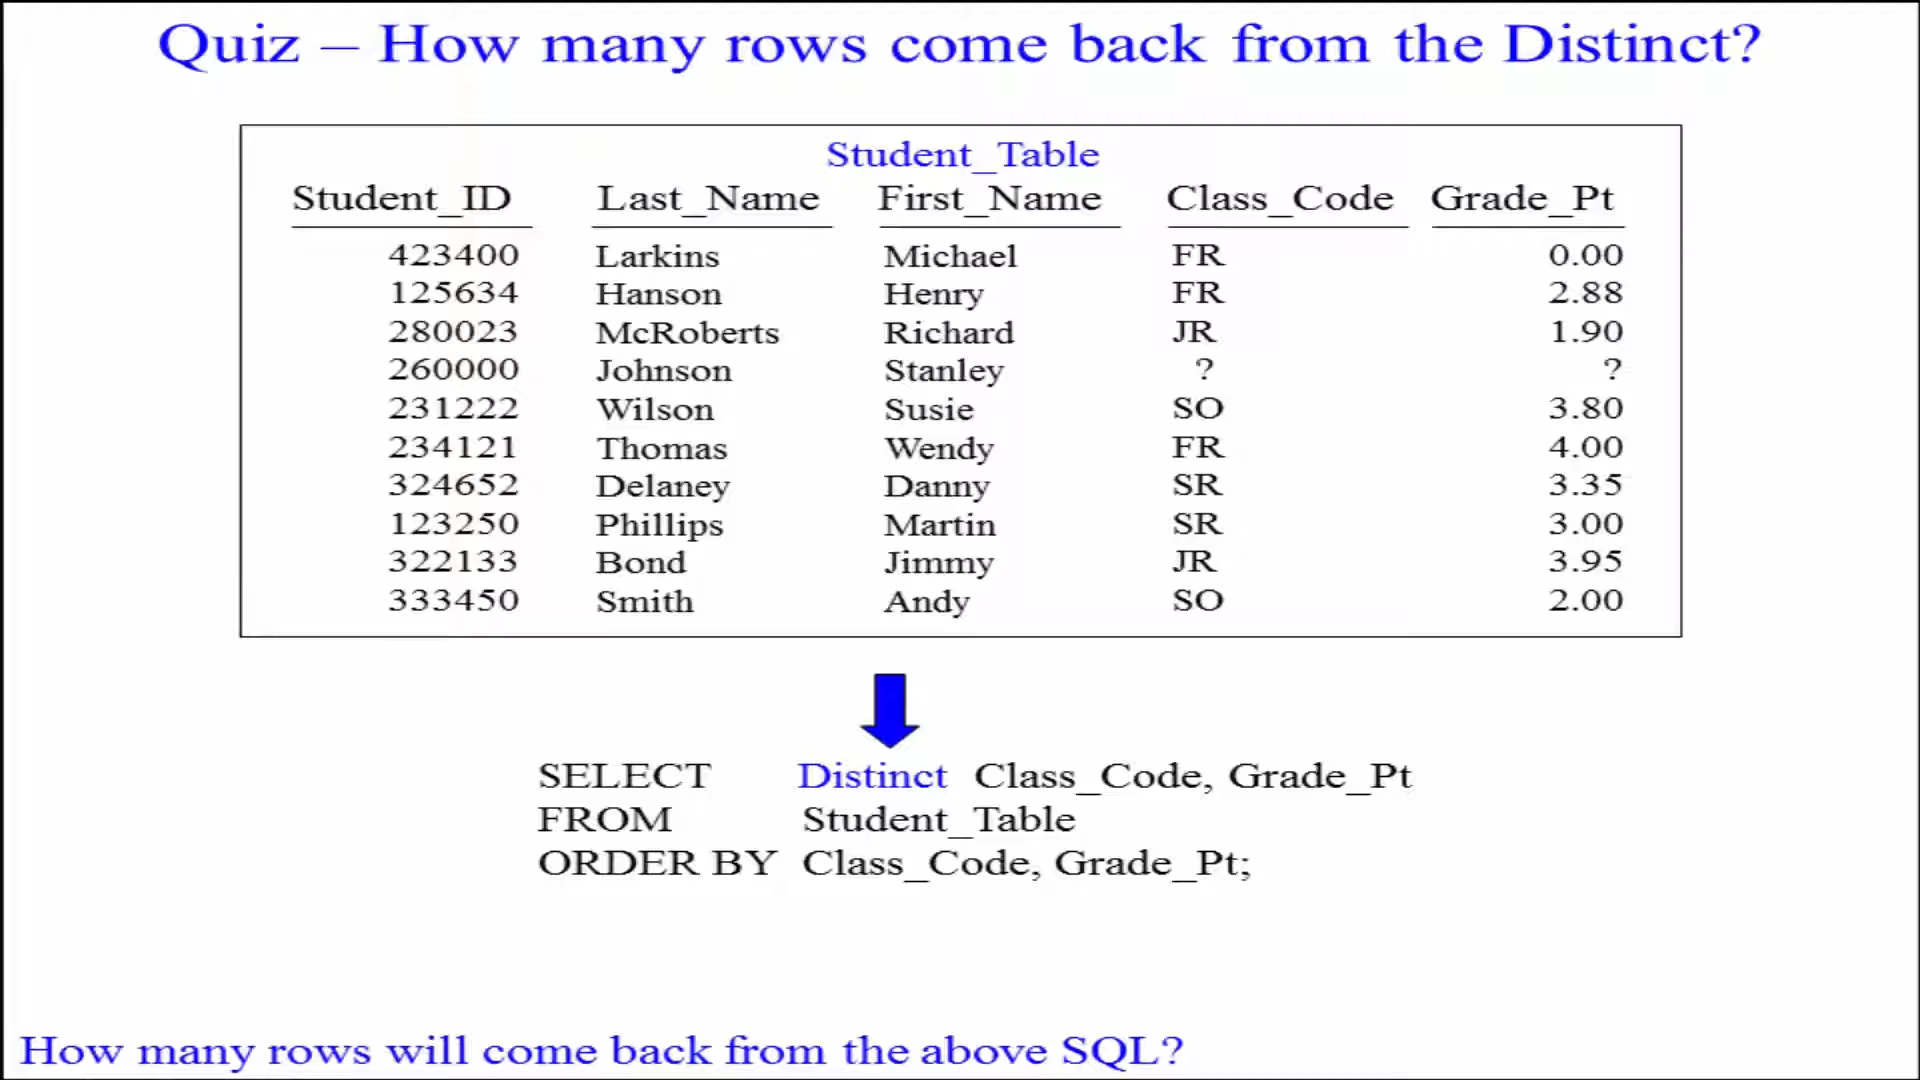 Quiz – How many rows come back from the Distinct?
Student_Table
Student_ID Last_Name First_Name Class_Code Grade_Pt
423400 Larkins Michael FR 0.00
125634 Hanson Henry FR 2.88
280023 McRoberts Richard JR 1.90
260000 Johnson Stanley ? ?
231222 Wilson Susie SO 3.80
234121 Thomas Wendy FR 4.00
324652 Delaney Danny SR 3.35
123250 Phillips Martin SR 3.00
322133 Bond Jimmy JR 3.95
333450 Smith Andy SO 2.00
SELECT Distinct Class_Code, Grade_Pt
FROM Student_Table
ORDER BY Class_Code, Grade_Pt;
How many rows will come back from the above SQL?